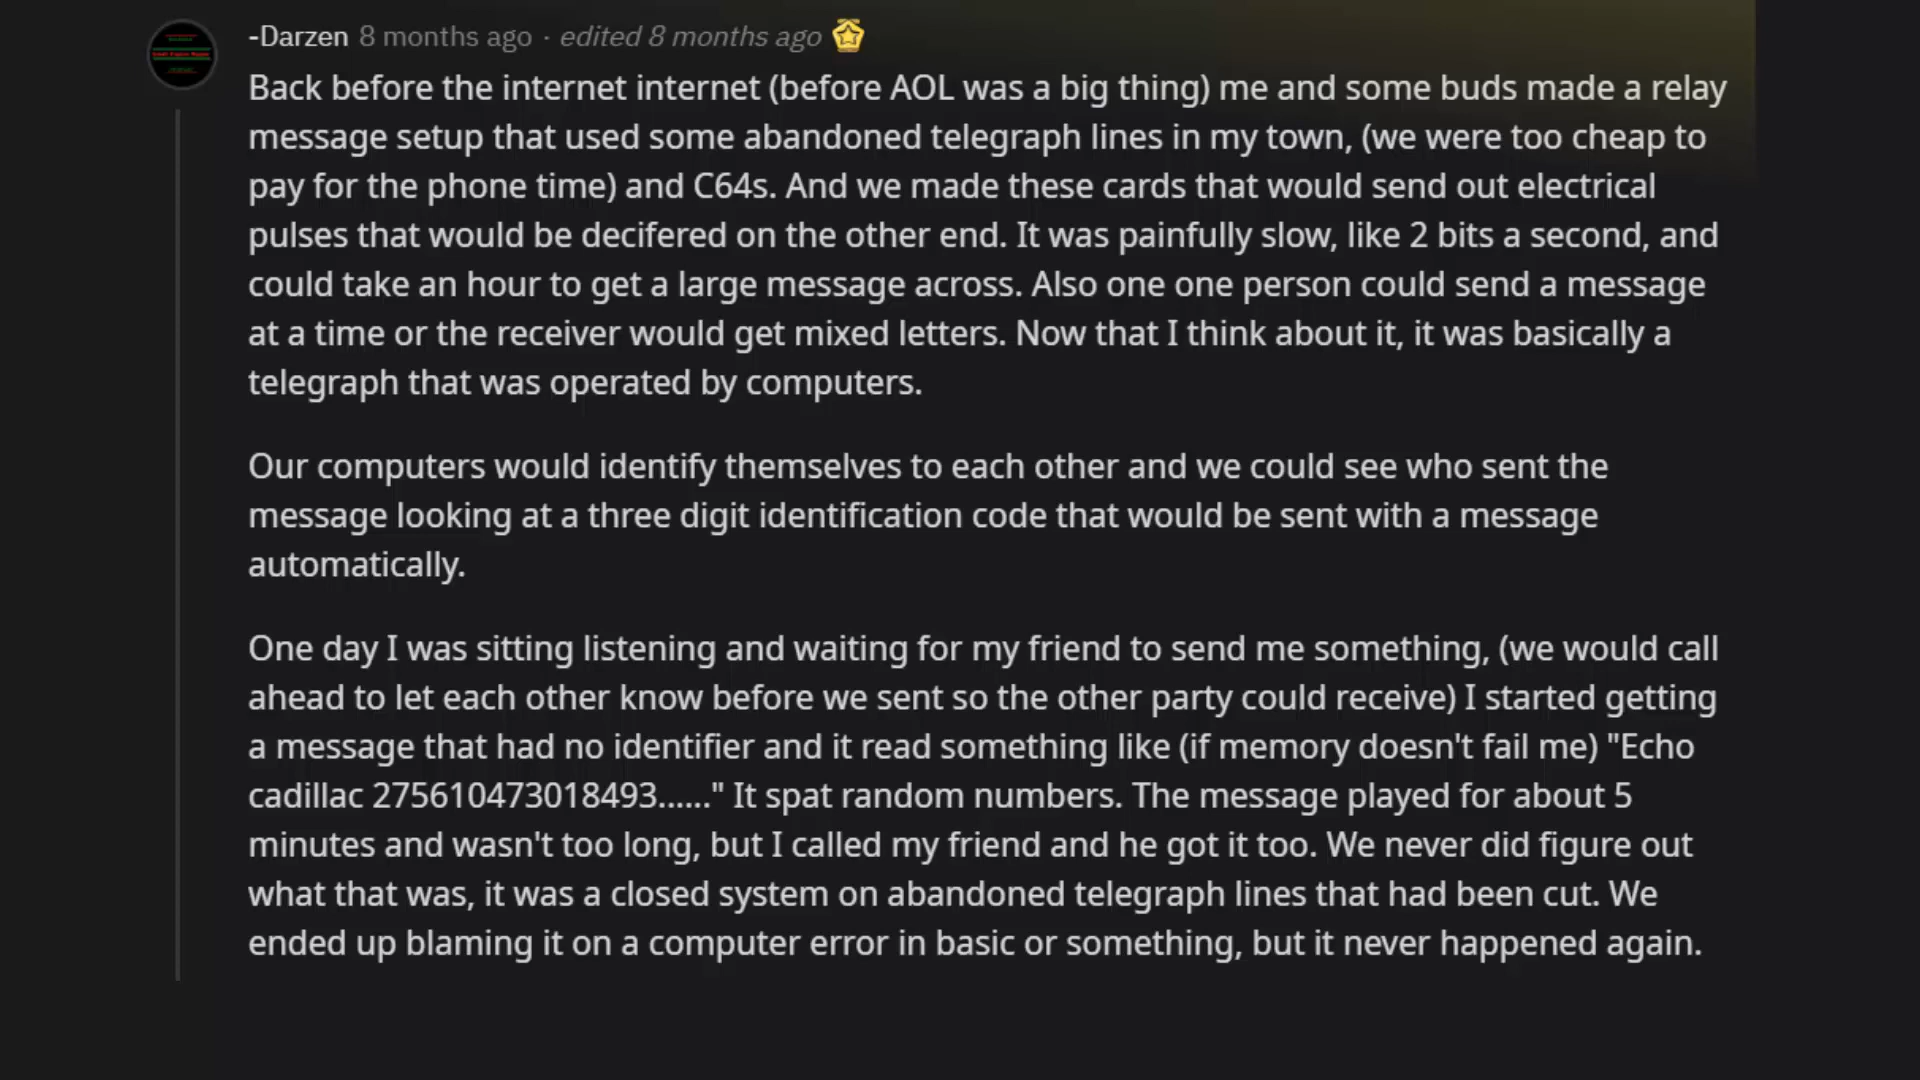 -Darzen 8 months ago · edited 8 months ago
Back before the internet internet (before AOL was a big thing) me and some buds made a relay
message setup that used some abandoned telegraph lines in my town, (we were too cheap to
pay for the phone time) and C64s. And we made these cards that would send out electrical
pulses that would be decifered on the other end. It was painfully slow, like 2 bits a second, and
could take an hour to get a large message across. Also one one person could send a message
at a time or the receiver would get mixed letters. Now that I think about it, it was basically a
telegraph that was operated by computers.
Our computers would identify themselves to each other and we could see who sent the
message looking at a three digit identification code that would be sent with a message
automatically.
One day I was sitting listening and waiting for my friend to send me something, (we would call
ahead to let each other know before we sent so the other party could receive) I started getting
a message that had no identifier and it read something like (if memory doesn't fail me) "Echo
cadillac 275610473018493......" It spat random numbers. The message played for about 5
minutes and wasn't too long, but I called my friend and he got it too. We never did figure out
what that was, it was a closed system on abandoned telegraph lines that had been cut. We
ended up blaming it on a computer error in basic or something, but it never happened again.